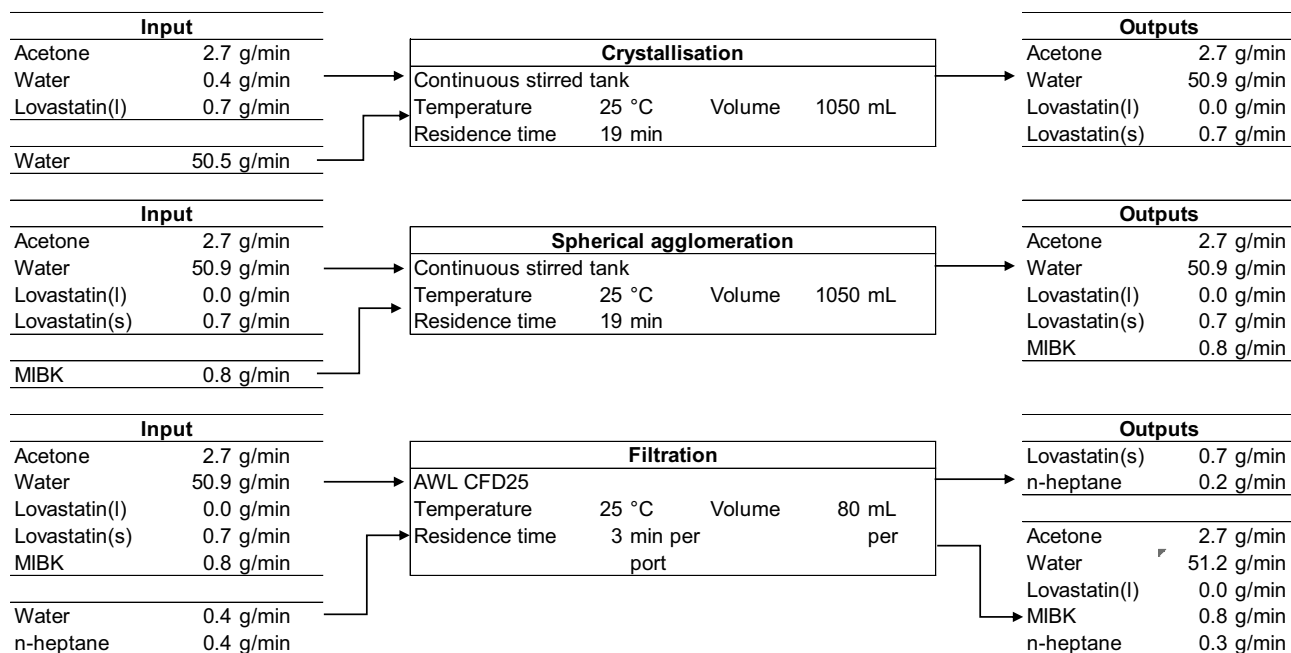 Input
Acetone 2.7 g/min
Water 0.4 g/min
Lovastatin(l) 0.7 g/min
Water 50.5 g/min
Crystallisation
Continuous stirred tank
Temperature 25 °C Volume 1050 mL
Residence time 19 min
Outputs
Acetone 2.7 g/min
Water 50.9 g/min
Lovastatin(l) 0.0 g/min
Lovastatin(s) 0.7 g/min
Input
Acetone 2.7 g/min
Water 50.9 g/min
Lovastatin(l) 0.0 g/min
Lovastatin(s) 0.7 g/min
MIBK 0.8 g/min
Spherical agglomeration
Continuous stirred tank
Temperature 25 °C Volume 1050 mL
Residence time 19 min
Outputs
Acetone 2.7 g/min
Water 50.9 g/min
Lovastatin(l) 0.0 g/min
Lovastatin(s) 0.7 g/min
MIBK 0.8 g/min
Input
Acetone 2.7 g/min
Water 50.9 g/min
Lovastatin(l) 0.0 g/min
Lovastatin(s) 0.7 g/min
MIBK 0.8 g/min
Water 0.4 g/min
n-heptane 0.4 g/min
Filtration
AWL CFD25
Temperature 25 °C Volume 80 mL
Residence time 3 min per per
port
Outputs
Lovastatin(s) 0.7 g/min
n-heptane 0.2 g/min
Acetone 2.7 g/min
Water 51.2 g/min
Lovastatin(l) 0.0 g/min
MIBK 0.8 g/min
n-heptane 0.3 g/min